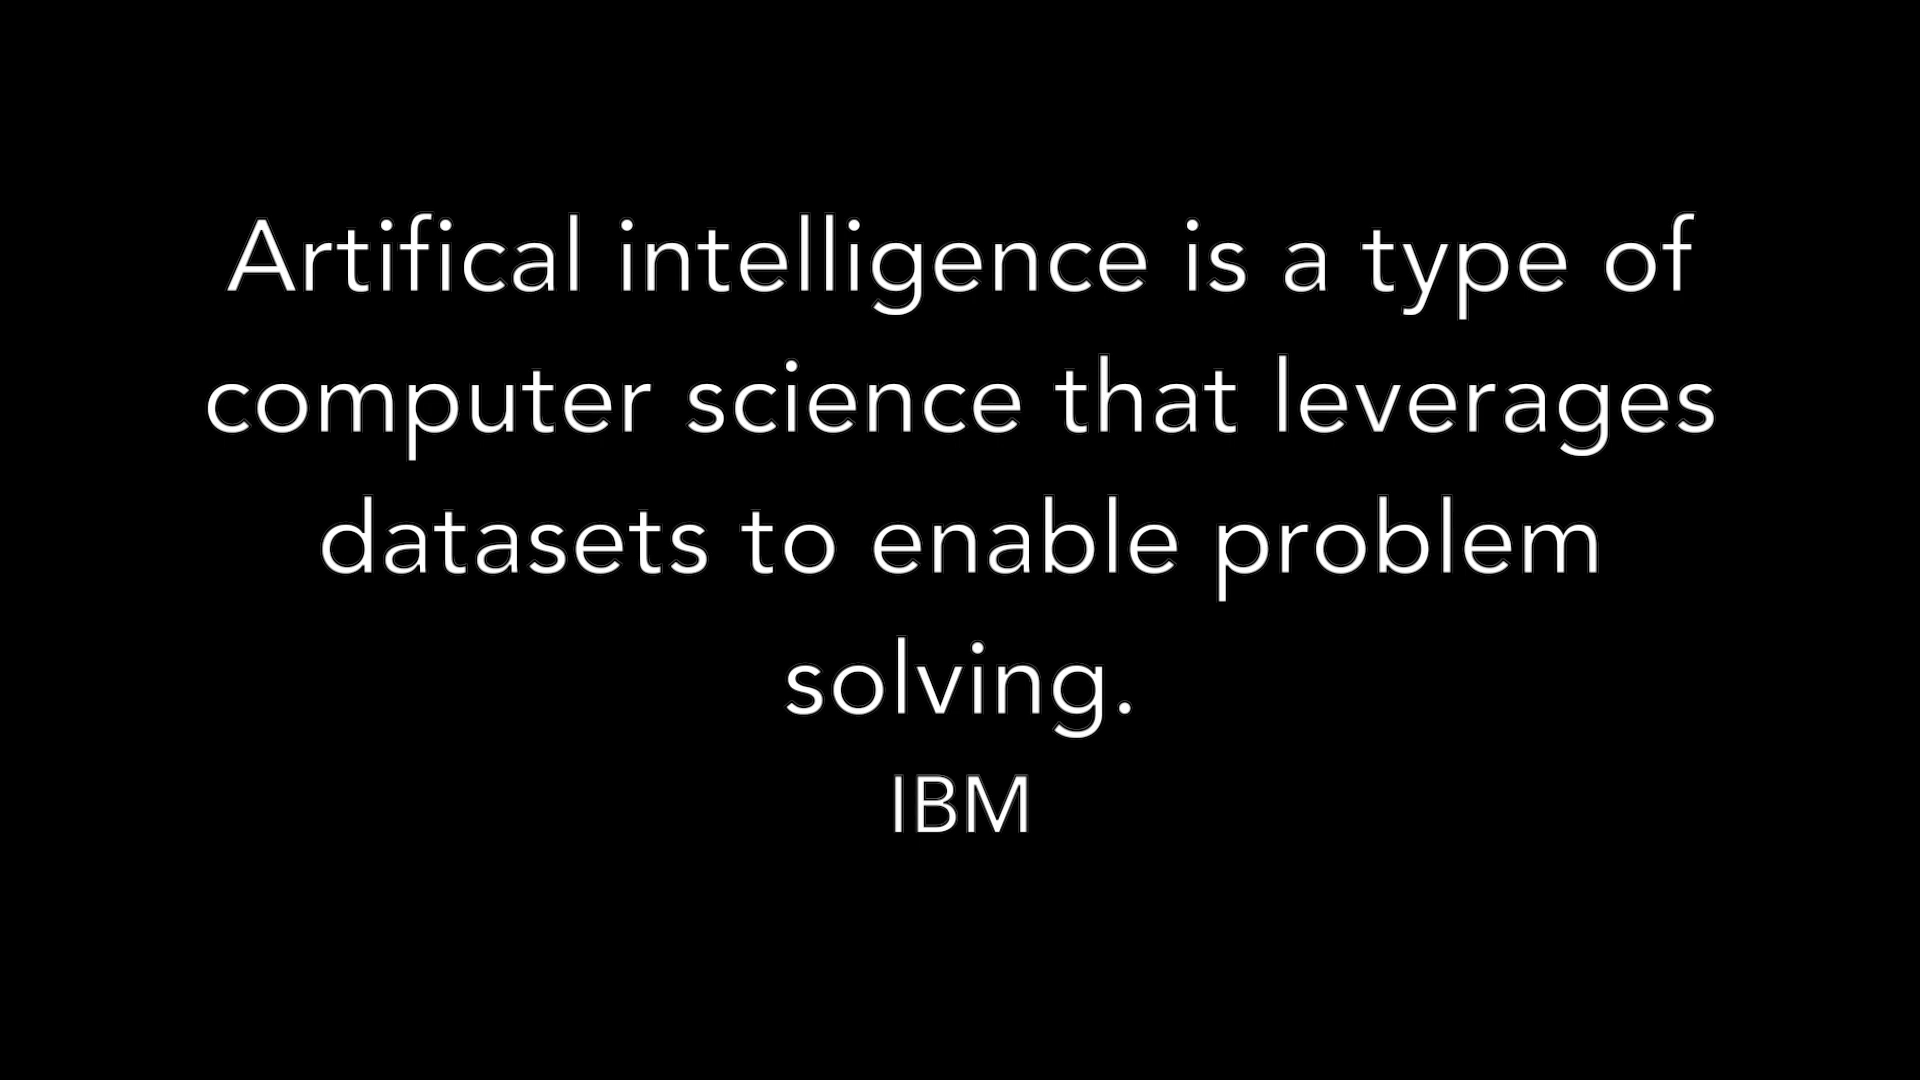 Artifical intelligence is a type of
computer science that leverages
datasets to enable problem
solving.
IBM